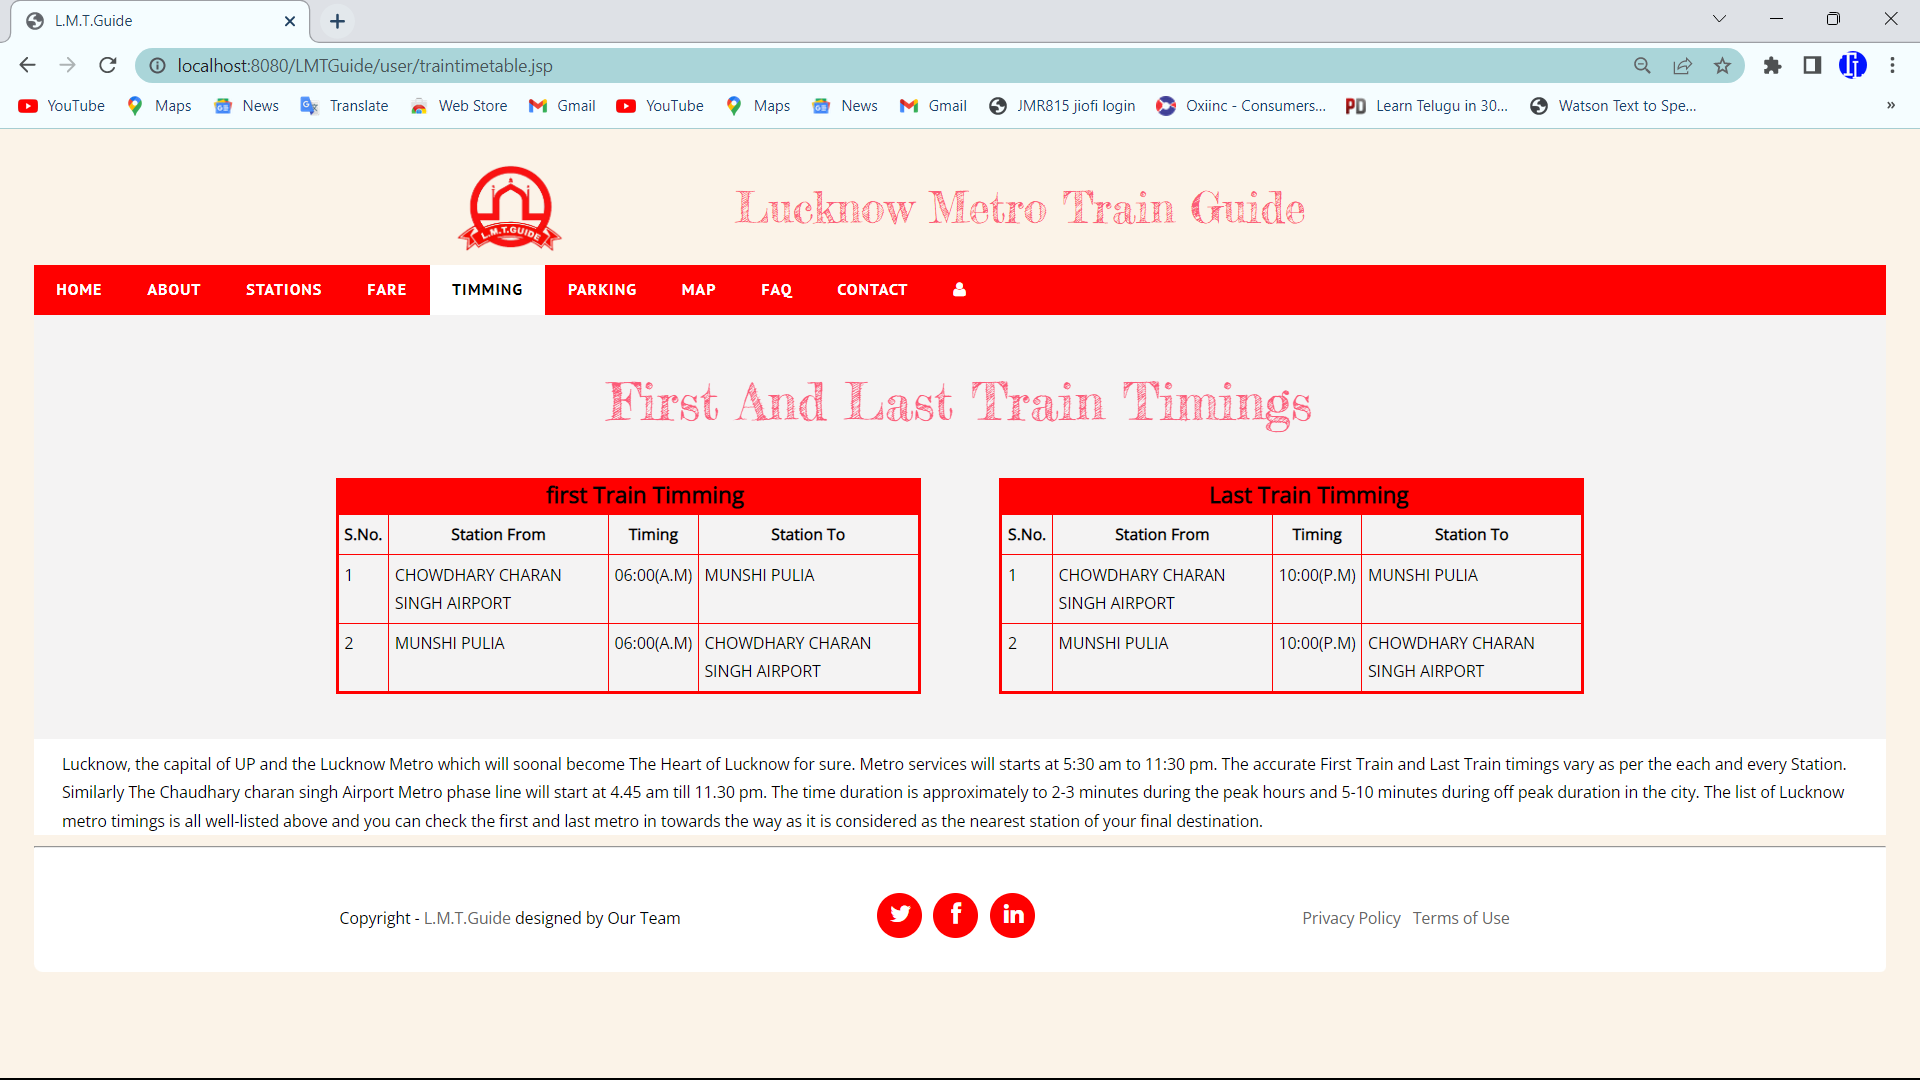 L.M.T.Guide
localhost:8080/LMTGuide/user/traintimetable.jsp
YouTube Maps News Translate Web Store Gmail YouTube Maps News Gmail JMR815 jiofi login Oxiinc - Consumers... PD Learn Telugu in 30... Watson Text to Spe... »
L.M.T.GUIDE
Lucknow Metro Train Guide
HOME ABOUT STATIONS FARE TIMMING PARKING MAP FAQ CONTACT
First And Last Train Timings
first Train Timming
S.No. Station From Timing Station To
1 CHOWDHARY CHARAN SINGH AIRPORT 06:00(A.M) MUNSHI PULIA
2 MUNSHI PULIA 06:00(A.M) CHOWDHARY CHARAN SINGH AIRPORT
Last Train Timming
S.No. Station From Timing Station To
1 CHOWDHARY CHARAN SINGH AIRPORT 10:00(P.M) MUNSHI PULIA
2 MUNSHI PULIA 10:00(P.M) CHOWDHARY CHARAN SINGH AIRPORT
Lucknow, the capital of UP and the Lucknow Metro which will soonal become The Heart of Lucknow for sure. Metro services will starts at 5:30 am to 11:30 pm. The accurate First Train and Last Train timings vary as per the each and every Station.
Similarly The Chaudhary charan singh Airport Metro phase line will start at 4.45 am till 11.30 pm. The time duration is approximately to 2-3 minutes during the peak hours and 5-10 minutes during off peak duration in the city. The list of Lucknow
metro timings is all well-listed above and you can check the first and last metro in towards the way as it is considered as the nearest station of your final destination.
Copyright - L.M.T.Guide designed by Our Team
Privacy Policy Terms of Use